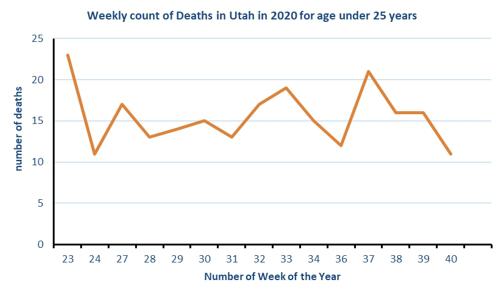 Weekly count of Deaths in Utah in 2020 for age under 25 years
number of deaths
25
20
15
10
5
0
23 24 27 28 29 30 31 32 33 34 36 37 38 39 40
Number of Week of the Year